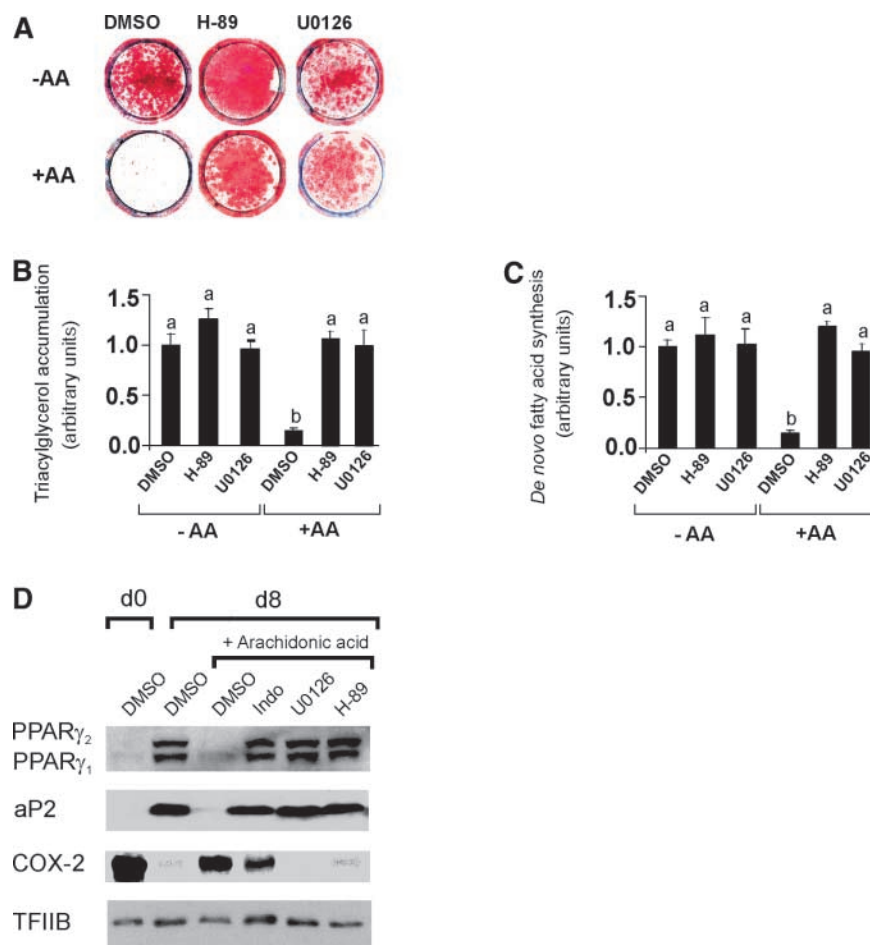 A
DMSO H-89 U0126
-AA
+AA
B
Triacylglycerol accumulation
(arbitrary units)
1.5
1.0
0.5
0.0
a a a b a a
DMSO H-89 U0126 DMSO H-89 U0126
- AA +AA
C
De novo fatty acid synthesis
(arbitrary units)
1.5
1.0
0.5
0.0
a a a b a a
DMSO H-89 U0126 DMSO H-89 U0126
- AA +AA
D
d0 d8
+ Arachidonic acid
DMSO DMSO DMSO Indo U0126 H-89
PPARγ2
PPARγ1
aP2
COX-2
TFIIB